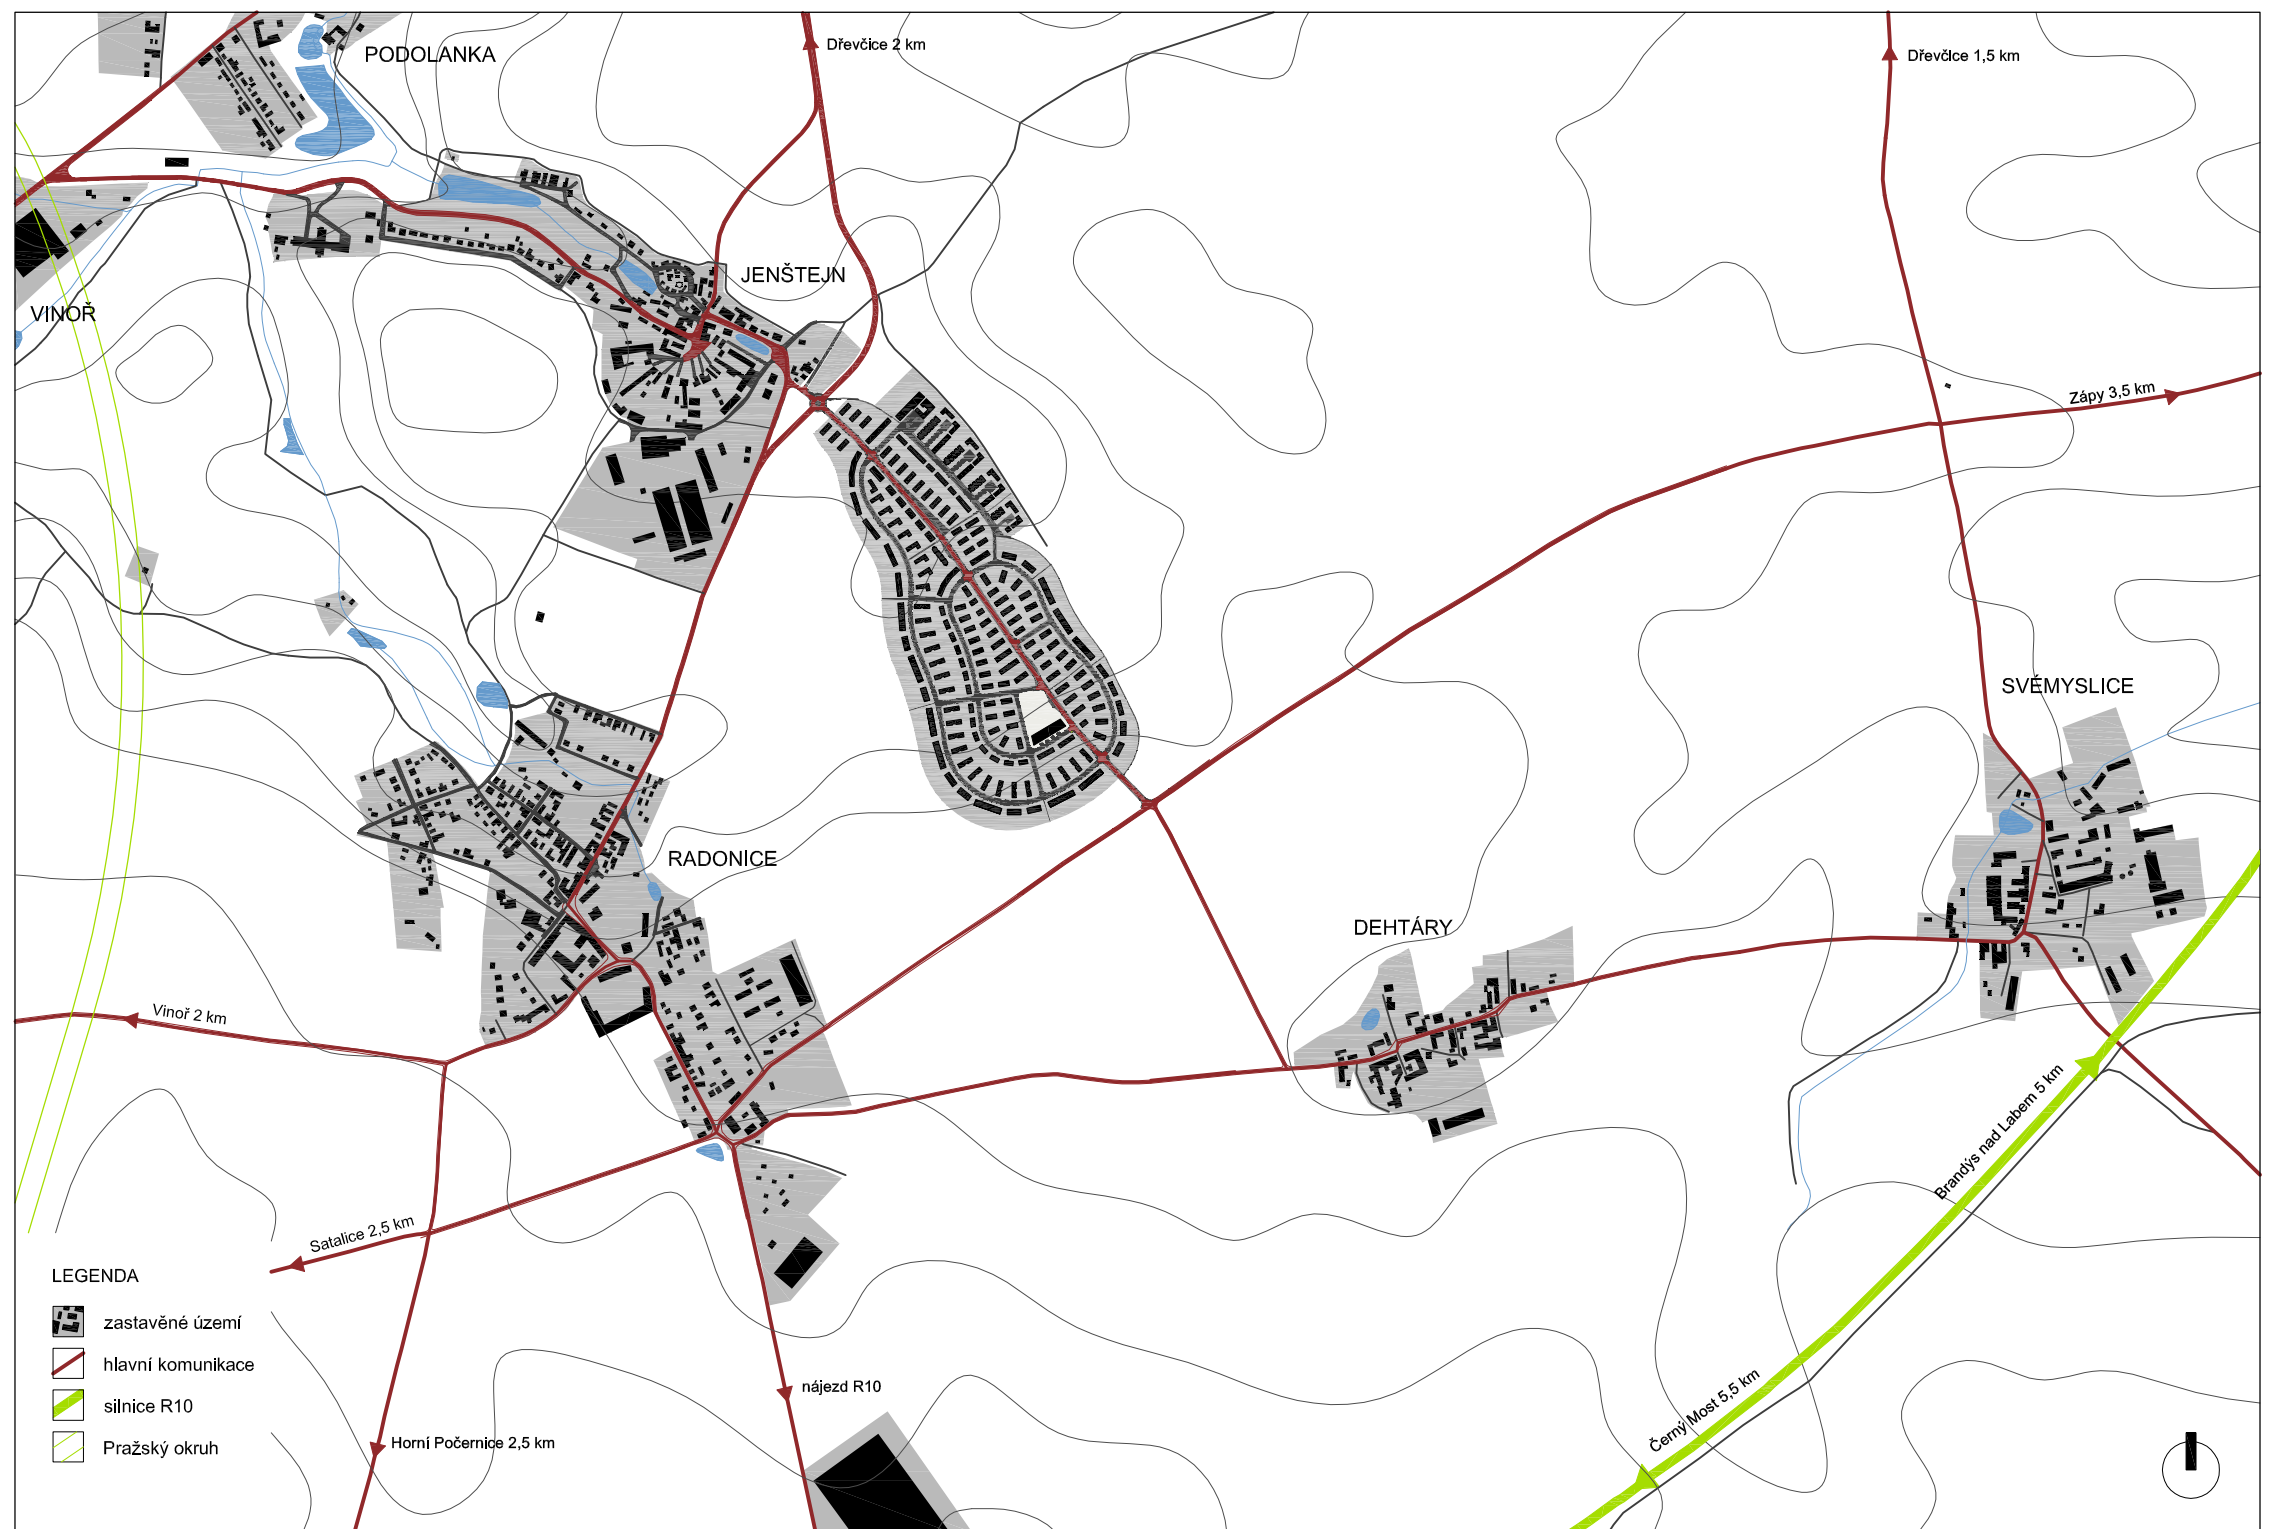 PODOLANKA
Dřevčice 2 km
Dřevčice 1,5 km
JENŠTEJN
VINOŘ
Zápy 3,5 km
SVÉMYSLICE
RADONICE
DEHTÁRY
Vinoř 2 km
Brandýs nad Labem 5 km
Satalice 2,5 km
Černý Most 5,5 km
nájezd R10
Horní Počernice 2,5 km
LEGENDA
zastavěné území
hlavní komunikace
silnice R10
Pražský okruh